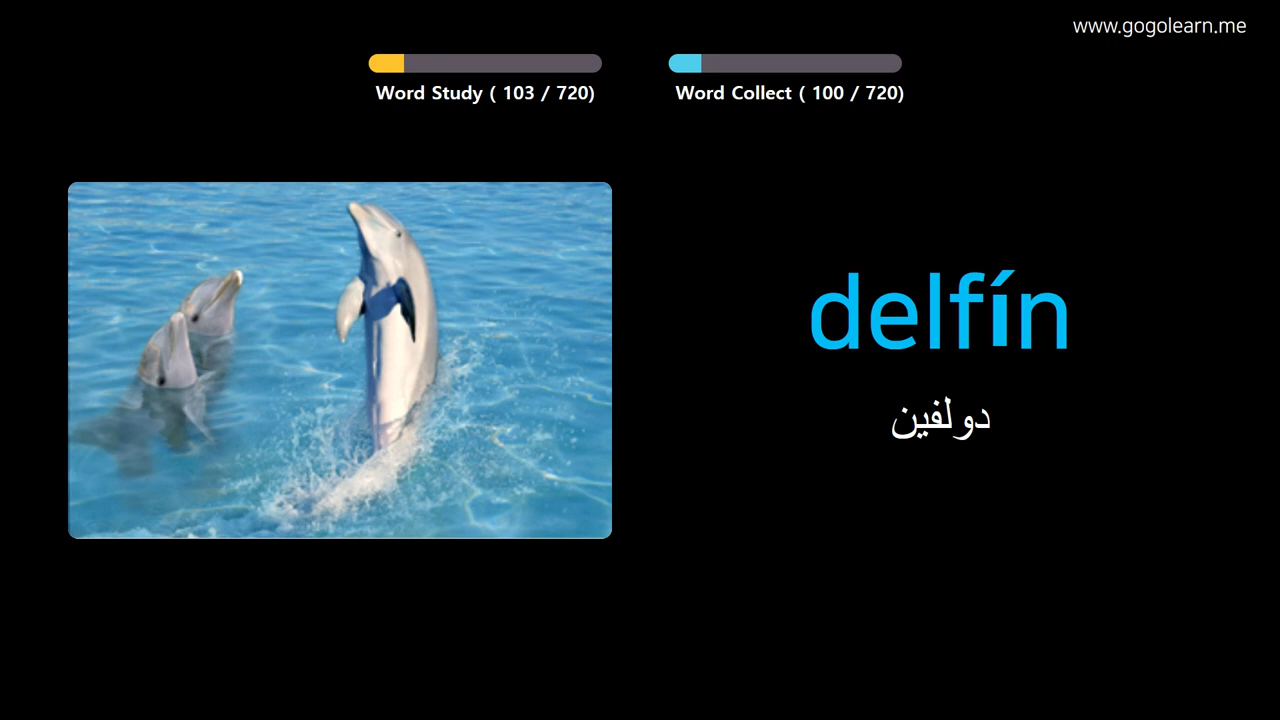 www.gogolearn.me
Word Study ( 103 / 720)
Word Collect ( 100 / 720)
delfín
دولفين